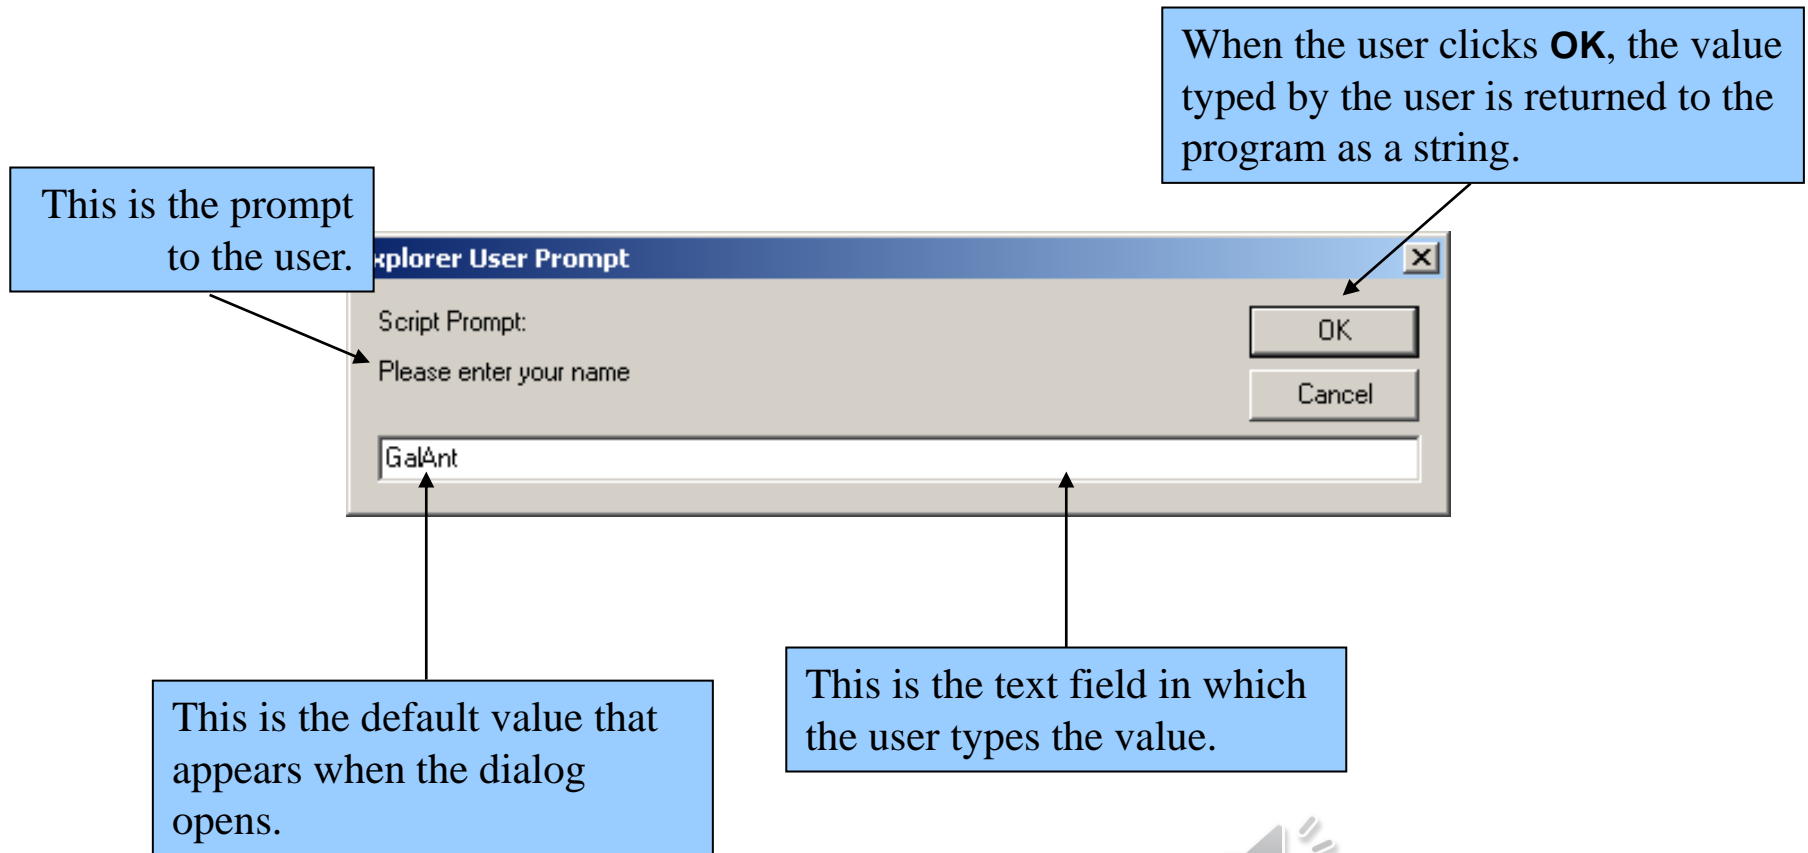 When the user clicks OK, the value
typed by the user is returned to the
program as a string.
This is the prompt
to the user.
xplorer User Prompt
Script Prompt:
OK
Please enter your name
Cancel
GalAnt
This is the default value that
appears when the dialog
opens.
This is the text field in which
the user types the value.